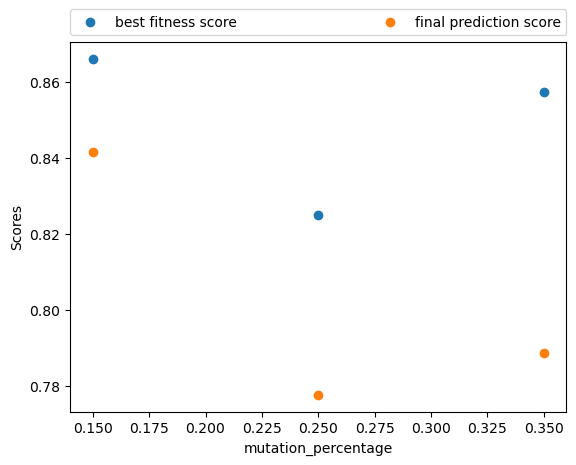 best fitness score final prediction score
0.86
0.84
0.82
0.80
0.78
Scores
0.150 0.175 0.200 0.225 0.250 0.275 0.300 0.325 0.350
mutation_percentage